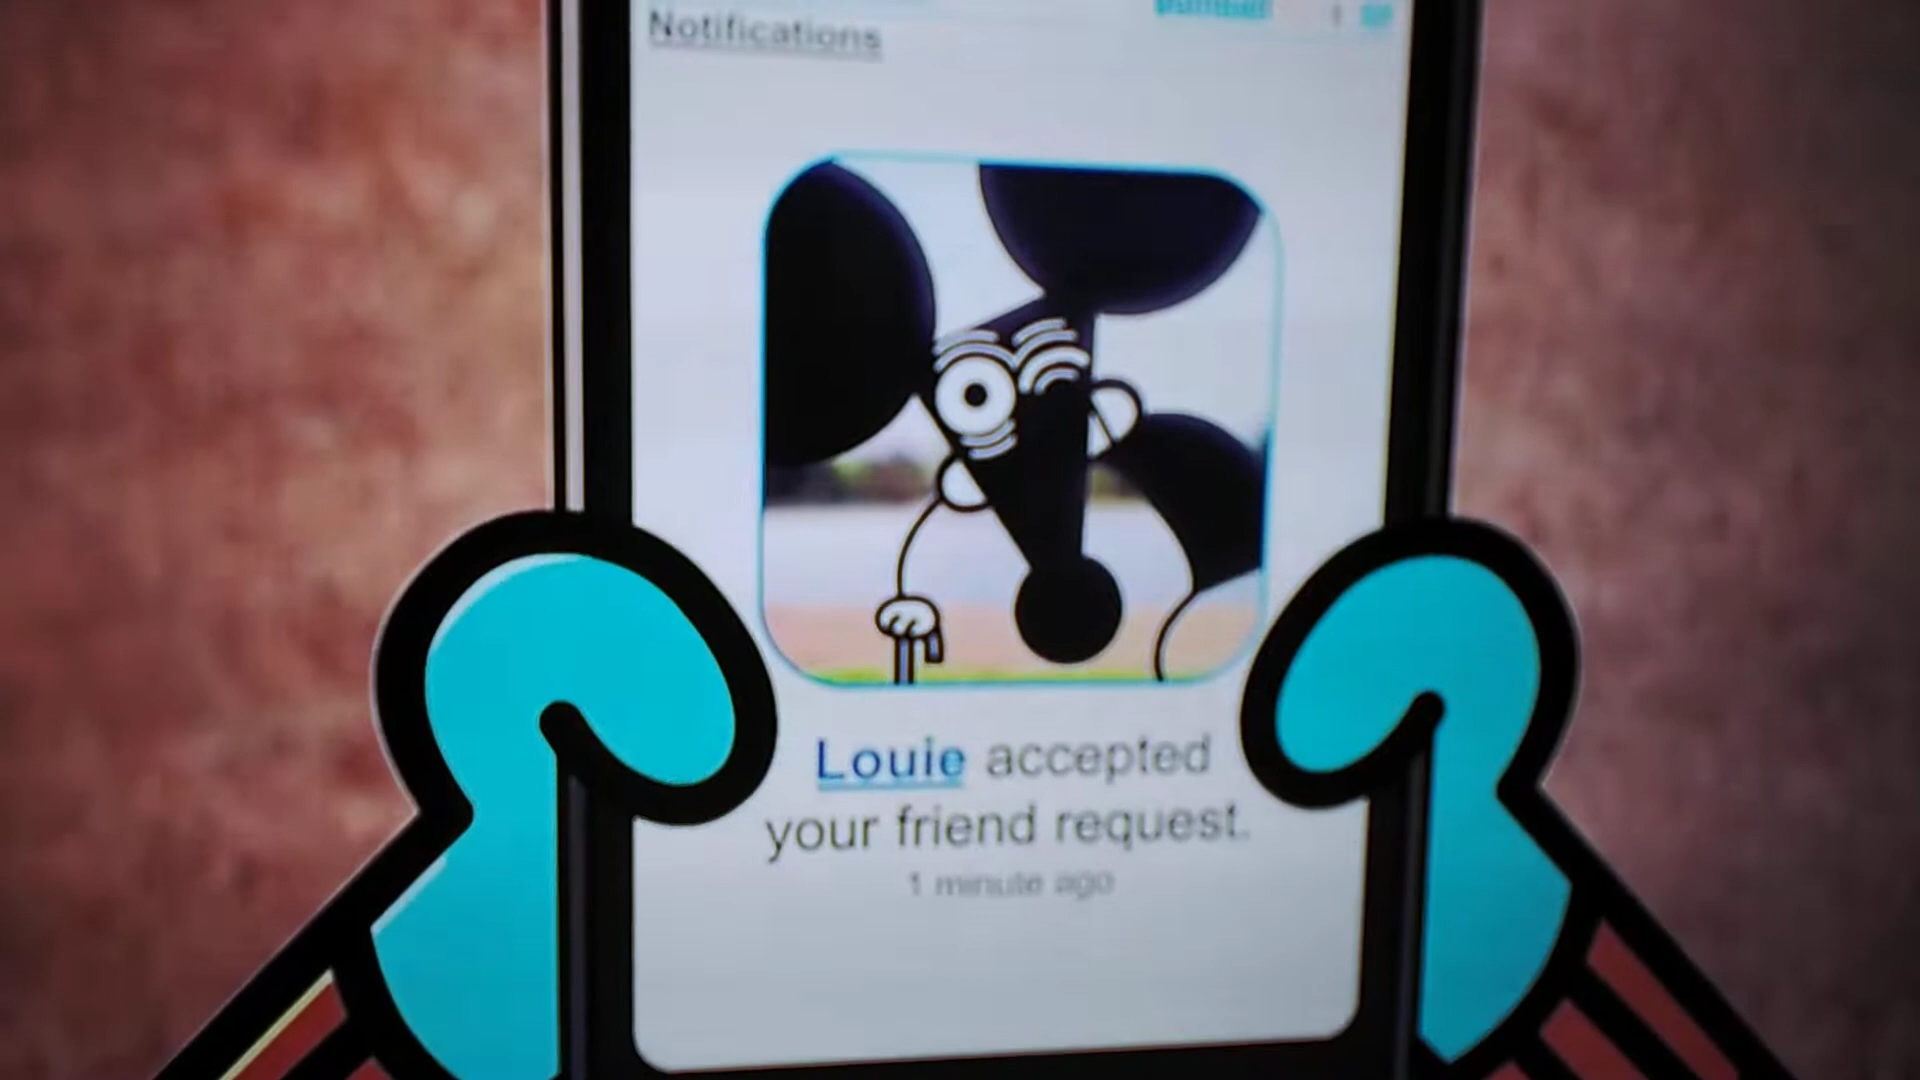 Notifications
Louie accepted
your friend request.
1 minute ago